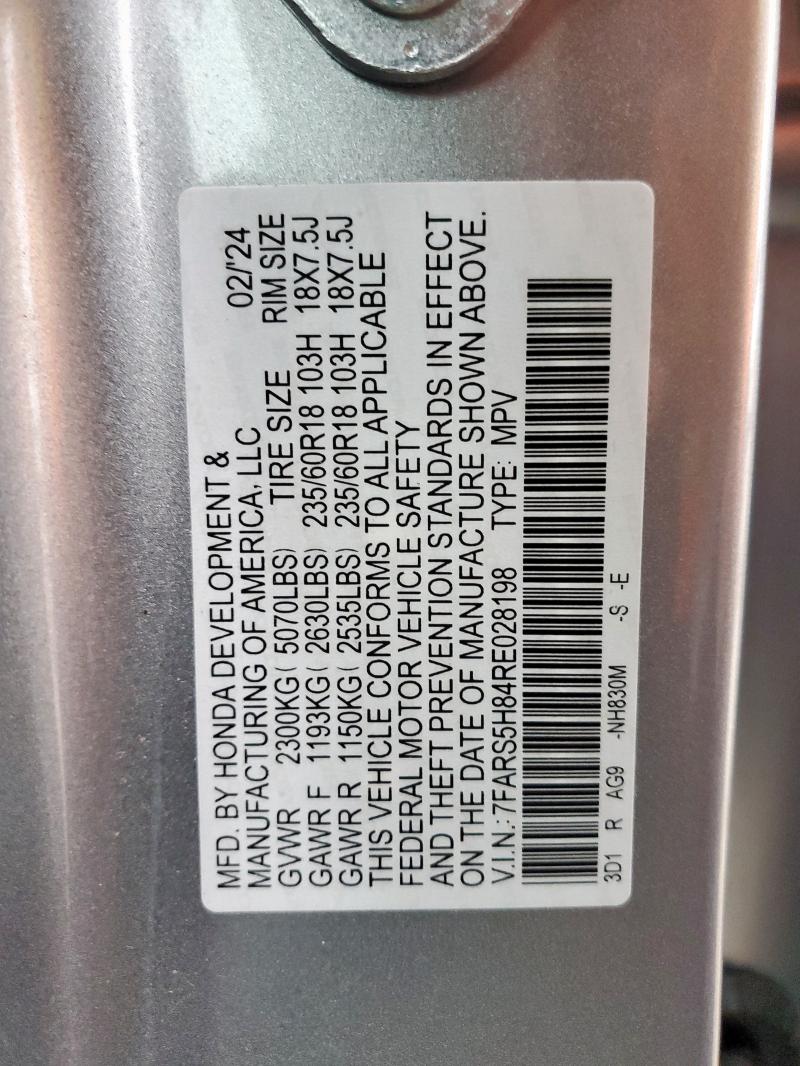 MFD. BY HONDA DEVELOPMENT &
MANUFACTURING OF AMERICA, LLC 02/'24
GVWR 2300KG( 5070LBS) TIRE SIZE RIM SIZE
GAWR F 1193KG( 2630LBS) 235/60R18 103H 18X7.5J
GAWR R 1150KG( 2535LBS) 235/60R18 103H 18X7.5J
THIS VEHICLE CONFORMS TO ALL APPLICABLE
FEDERAL MOTOR VEHICLE SAFETY
AND THEFT PREVENTION STANDARDS IN EFFECT
ON THE DATE OF MANUFACTURE SHOWN ABOVE.
V.I.N.: 7FARS5H84RE028198 TYPE: MPV
3D1 R AG9 -NH830M -S -E